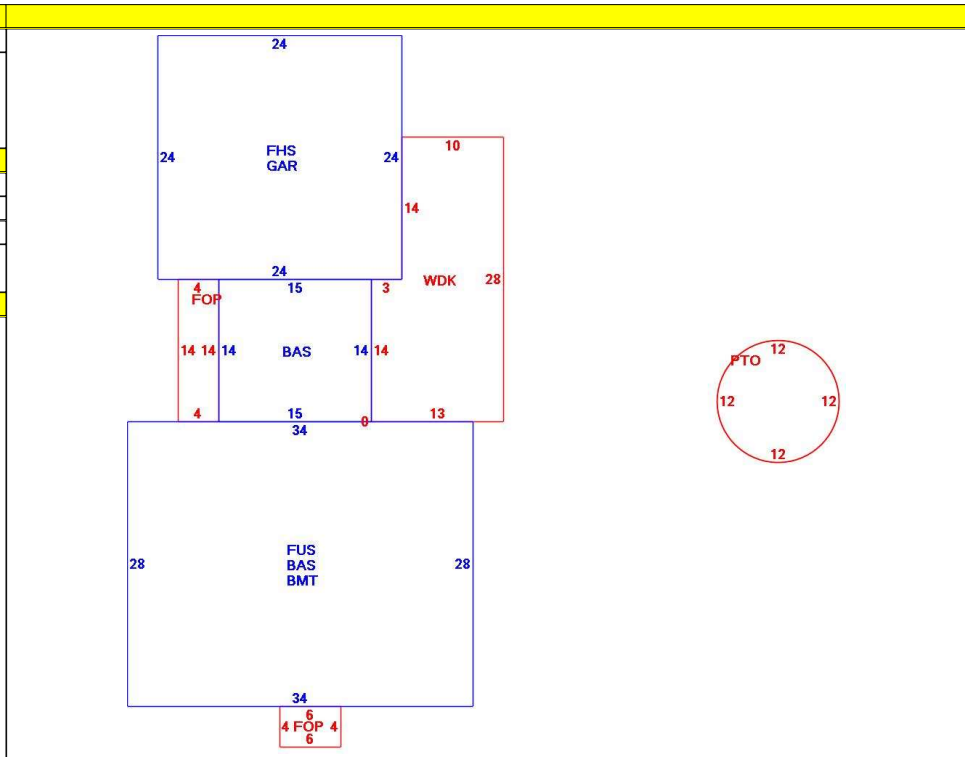 24
FHS
GAR
24 24
10
14
24
4 15 3
FOP
WDK 28
14 14 14 BAS 14 14
4 15 0 13
34
12
PTO
12 12
12
FUS
BAS
BMT
28 28
34
6
4 FOP 4
6